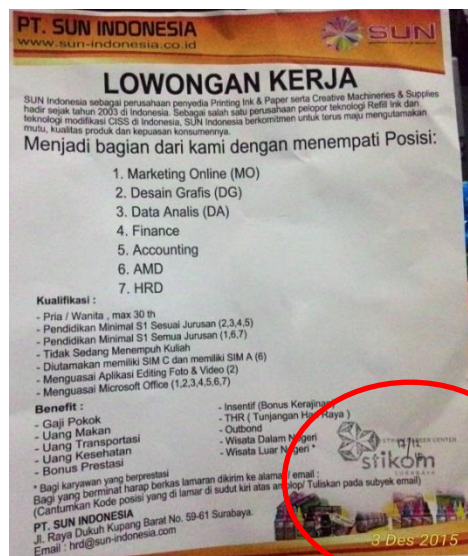 PT. SUN INDONESIA
www.sun-indonesia.co.id
SUN
LOWONGAN KERJA
SUN Indonesia sebagai perusahaan penyedia Printing Ink & Paper serta Creative Machineries & Supplies
hadir sejak tahun 2003 di Indonesia. Sebagai salah satu perusahaan pelopor teknologi Refill Ink dan
teknologi modifikasi CISS di Indonesia, SUN Indonesia berkomitmen untuk terus maju mengutamakan
mutu, kualitas produk dan kepuasan konsumennya.
Menjadi bagian dari kami dengan menempati Posisi:
1. Marketing Online (MO)
2. Desain Grafis (DG)
3. Data Analis (DA)
4. Finance
5. Accounting
6. AMD
7. HRD
Kualifikasi :
- Pria / Wanita , max 30 th
- Pendidikan Minimal S1 Sesuai Jurusan (2,3,4,5)
- Pendidikan Minimal S1 Semua Jurusan (1,6,7)
- Tidak Sedang Menempuh Kuliah
- Diutamakan memiliki SIM C dan memiliki SIM A (6)
- Menguasai Aplikasi Editing Foto & Video (2)
- Menguasai Microsoft Office (1,2,3,4,5,6,7)
Benefit :
- Gaji Pokok
- Uang Makan
- Uang Transportasi
- Uang Kesehatan
- Bonus Prestasi
- Insentif (Bonus Kerajinan)
- THR ( Tunjangan Hari Raya )
- Outbond
- Wisata Dalam Negeri
- Wisata Luar Negeri *
CENTER
stikom
SURABAYA
* Bagi karyawan yang berprestasi
Bagi yang berminat harap berkas lamaran dikirim ke alamat email :
(Cantumkan Kode posisi yang di lamar di sudut kiri atas amplop/ Tuliskan pada subyek email)
PT. SUN INDONESIA
Jl. Raya Dukuh Kupang Barat No. 59-61 Surabaya.
Email : hrd@sun-indonesia.com
3 Des 2015